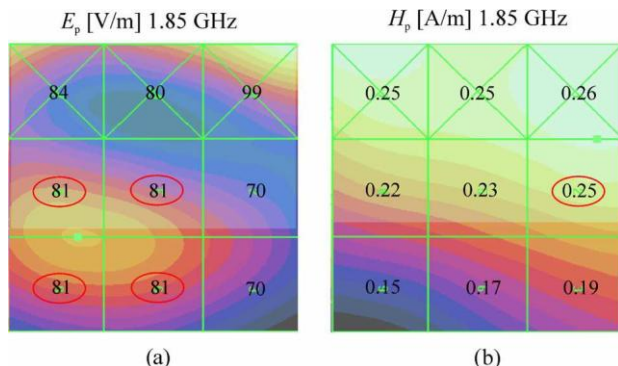 Eₚ [V/m] 1.85 GHz Hₚ [A/m] 1.85 GHz
84 80 99 0.25 0.25 0.26
81 81 70 0.22 0.23 0.25
81 81 70 0.15 0.17 0.19
(a) (b)